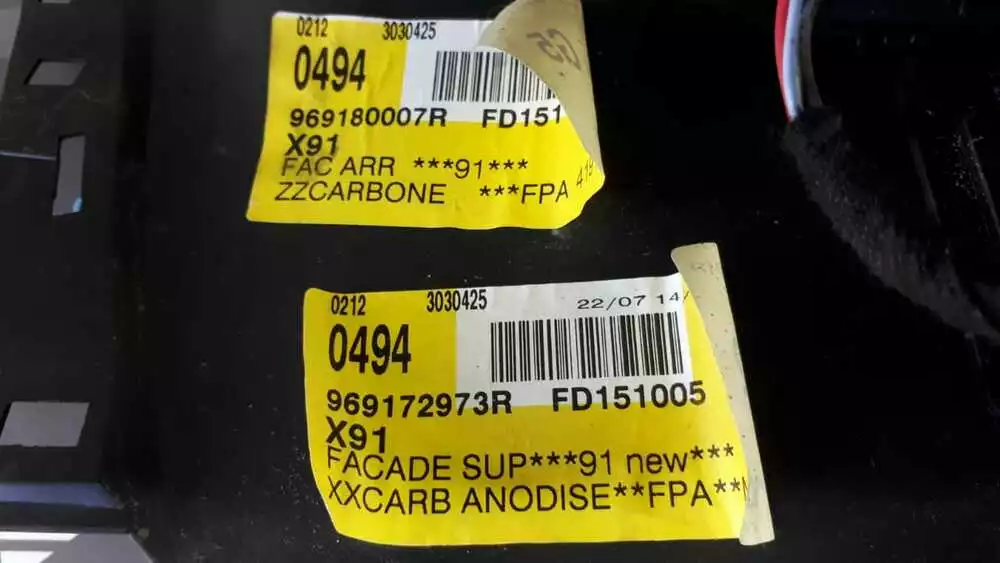 0212 3030425
0494
969180007R FD151
X91
FAC ARR ***91***
ZZCARBONE ***FPA
0212 3030425 22/07 14/
0494
969172973R FD151005
X91
FACADE SUP***91 new***
XXCARB ANODISE**FPA**